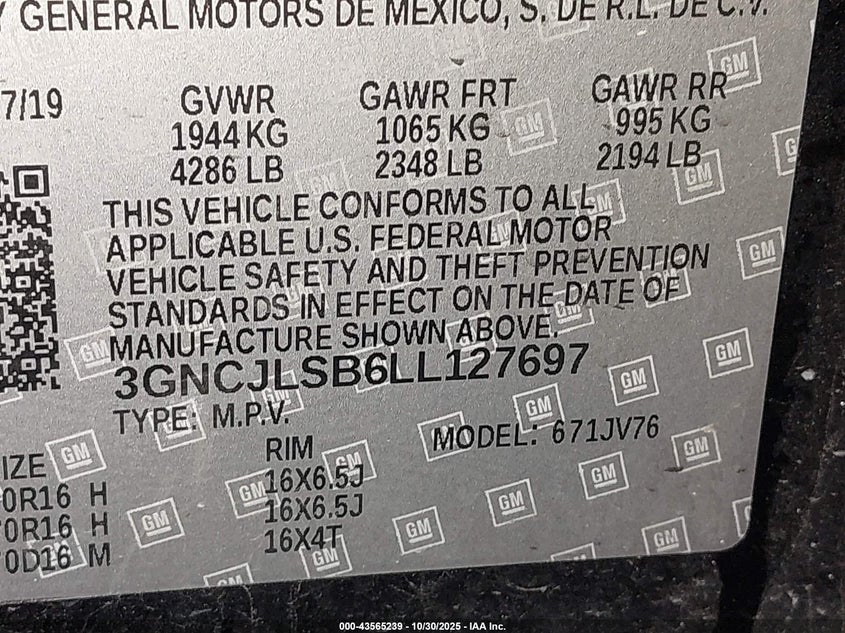 GENERAL MOTORS DE MEXICO, S. DE R.L. DE C.V.
7/19
GVWR GAWR FRT GAWR RR
1944 KG 1065 KG 995 KG
4286 LB 2348 LB 2194 LB
THIS VEHICLE CONFORMS TO ALL
APPLICABLE U.S. FEDERAL MOTOR
VEHICLE SAFETY AND THEFT PREVENTION
STANDARDS IN EFFECT ON THE DATE OF
MANUFACTURE SHOWN ABOVE.
3GNCJLSB6LL127697
TYPE: M.P.V. MODEL: 671JV76
IZE RIM
0R16 H 16X6.5J
0R16 H 16X6.5J
0D16 M 16X4T
GM
000-43565239 - 10/30/2025 - IAA Inc.